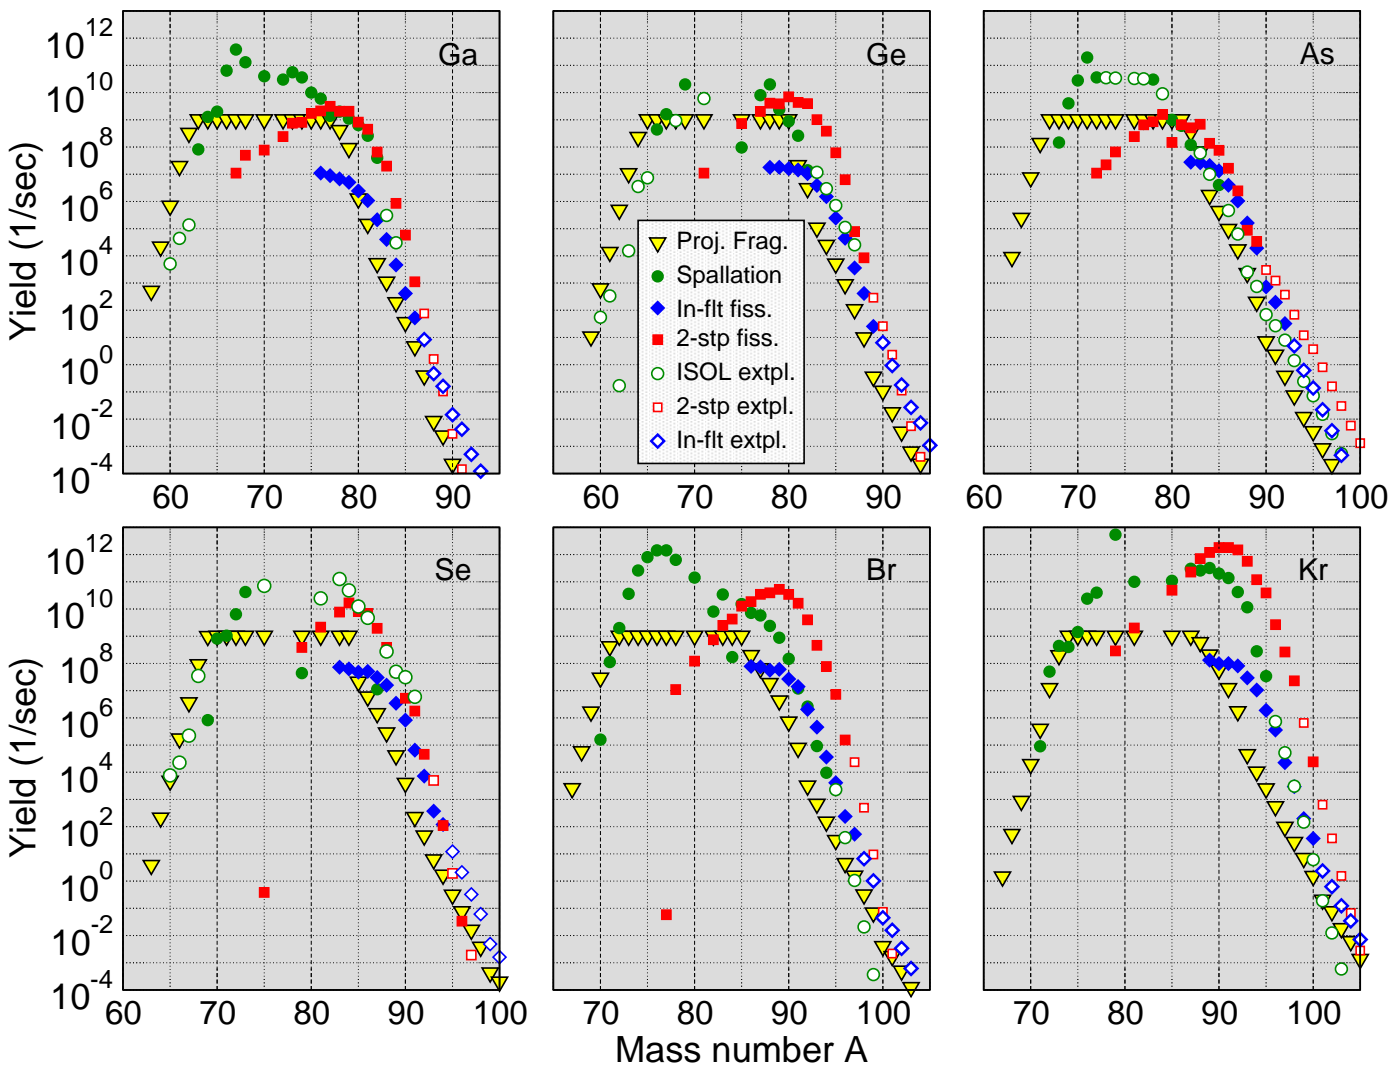 Yield (1/sec)
10^12
10^10
10^8
10^6
10^4
10^2
10^0
10^-2
10^-4
Ga
Ge
As
Proj. Frag.
Spallation
In-flt fiss.
2-stp fiss.
ISOL extpl.
2-stp extpl.
In-flt extpl.
60 70 80 90
60 70 80 90
60 70 80 90 100
Yield (1/sec)
10^12
10^10
10^8
10^6
10^4
10^2
10^0
10^-2
10^-4
Se
Br
Kr
60 70 80 90 100
70 80 90
70 80 90 100
Mass number A